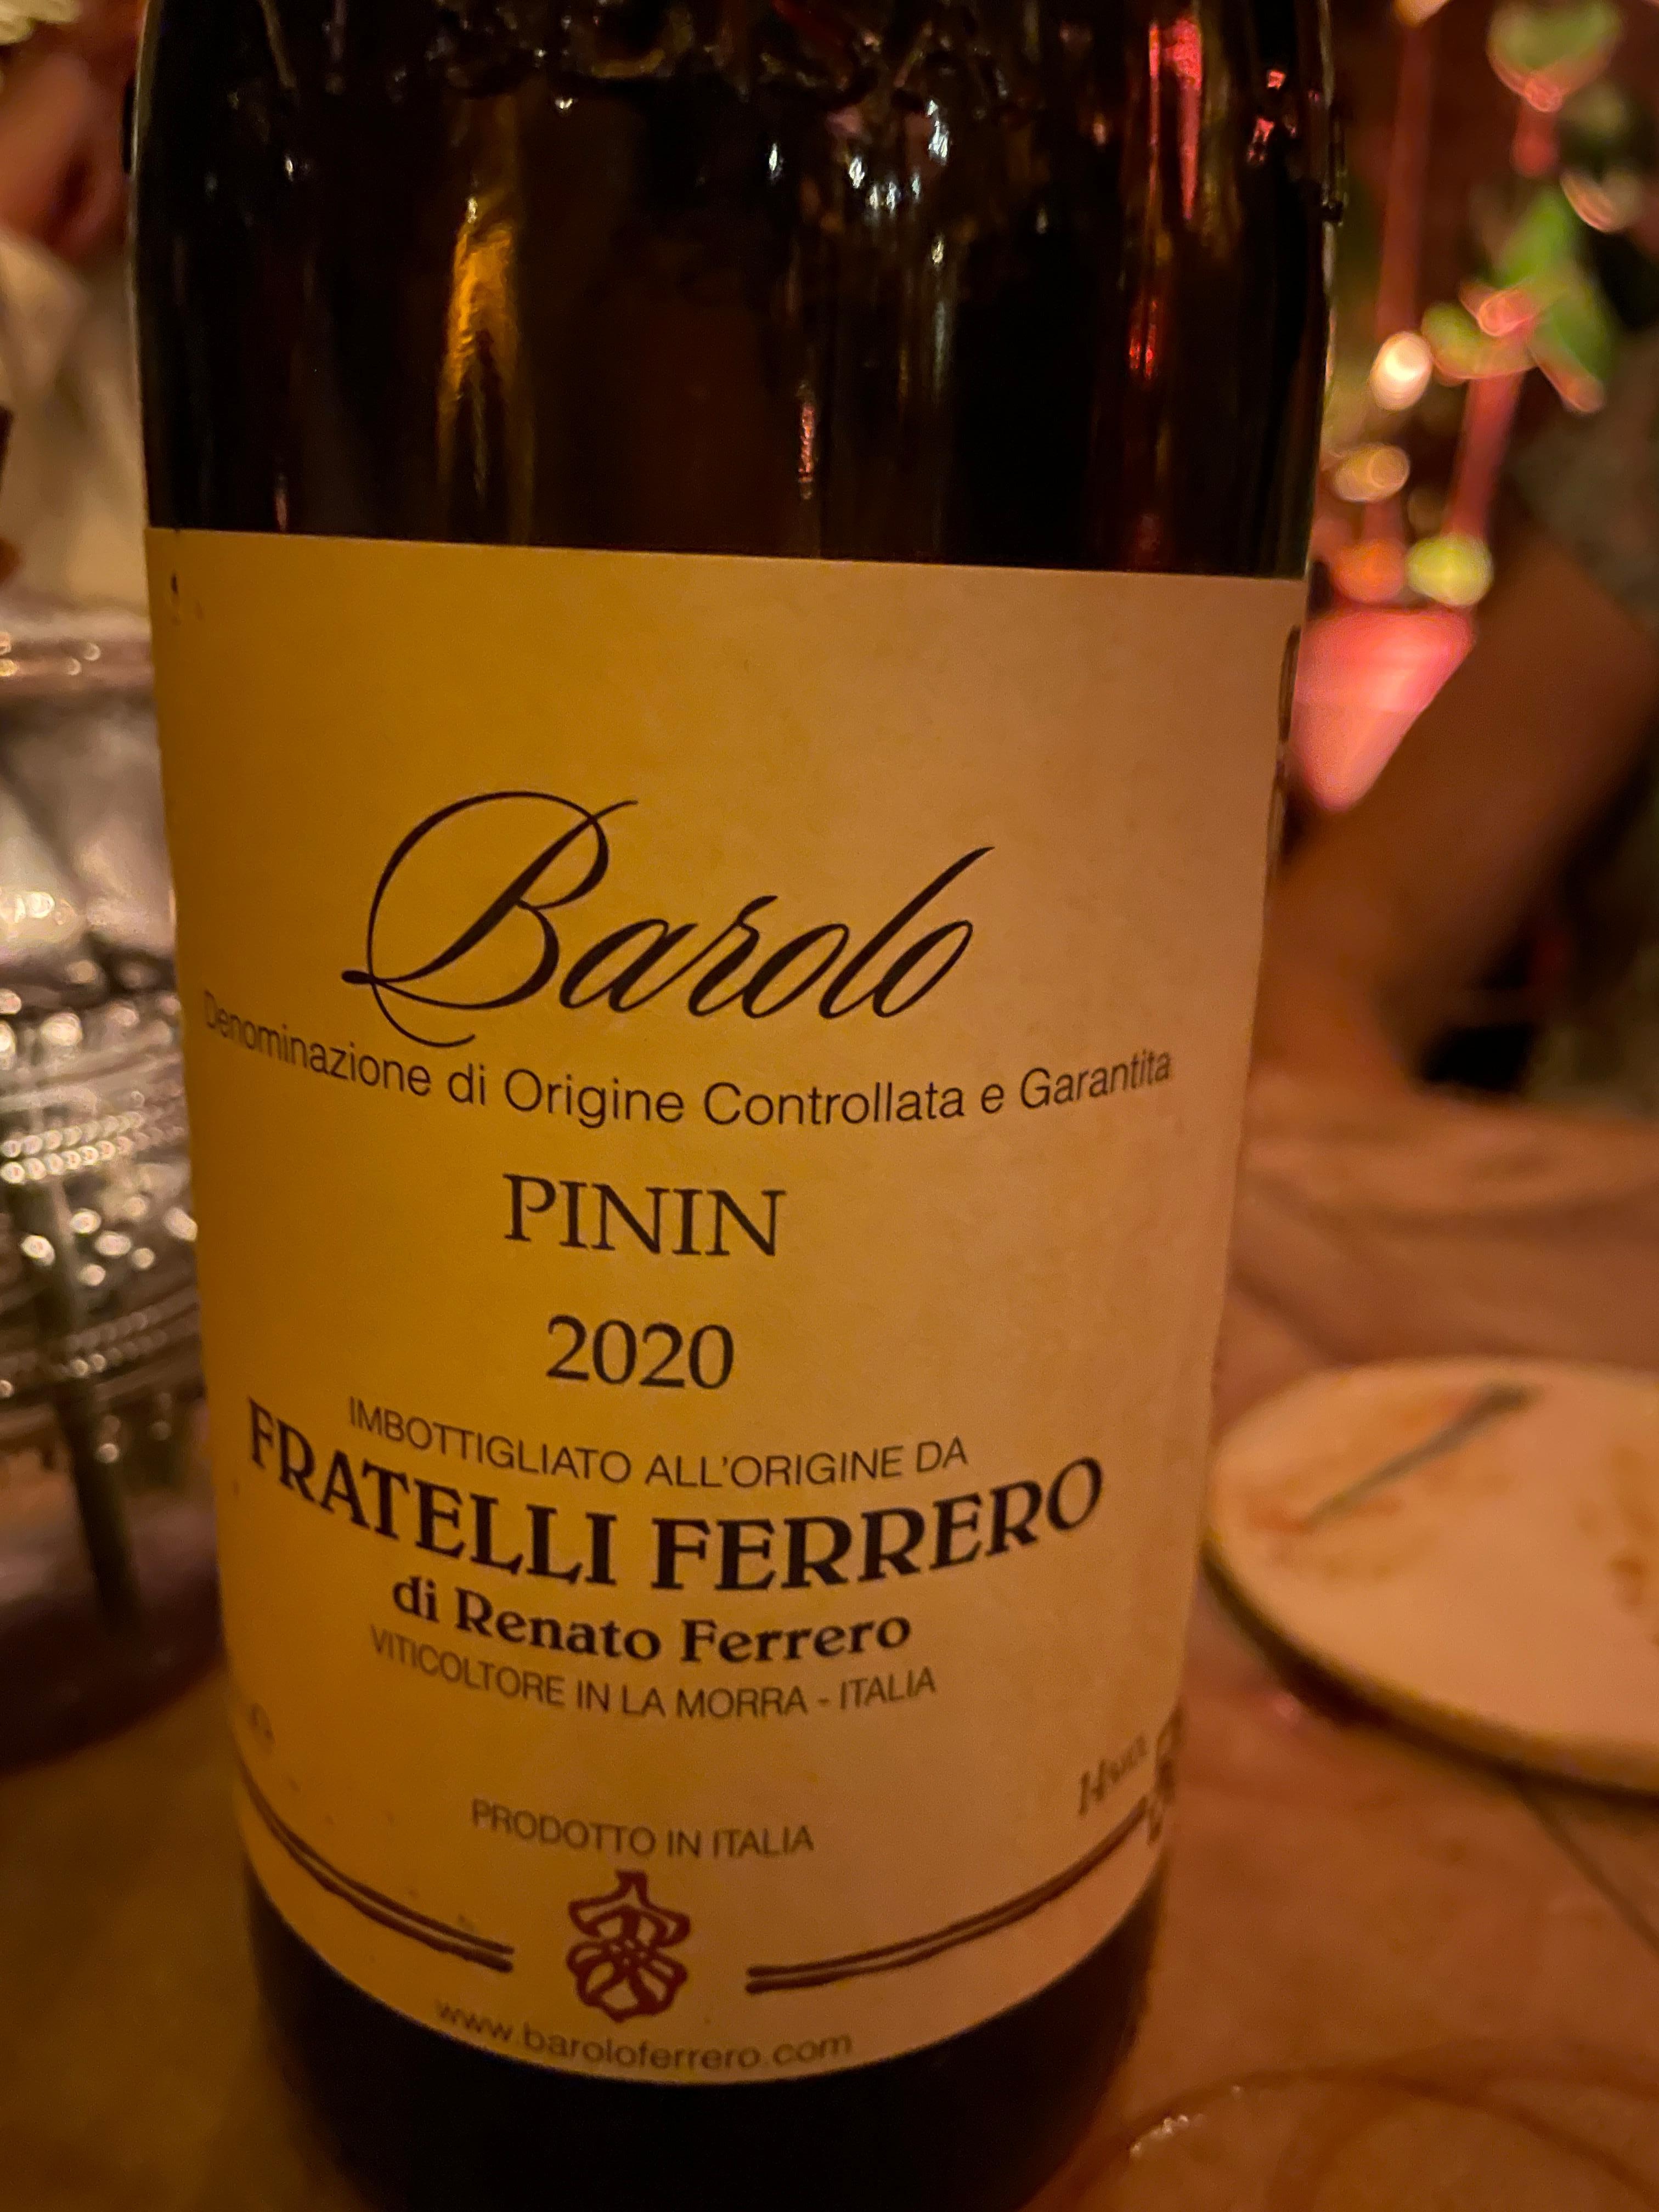 Barolo
Denominazione di Origine Controllata e Garantita
PININ
2020
IMBOTTIGLIATO ALL'ORIGINE DA
FRATELLI FERRERO
di Renato Ferrero
VITICOLTORE IN LA MORRA - ITALIA
PRODOTTO IN ITALIA
www.baroloferrero.com